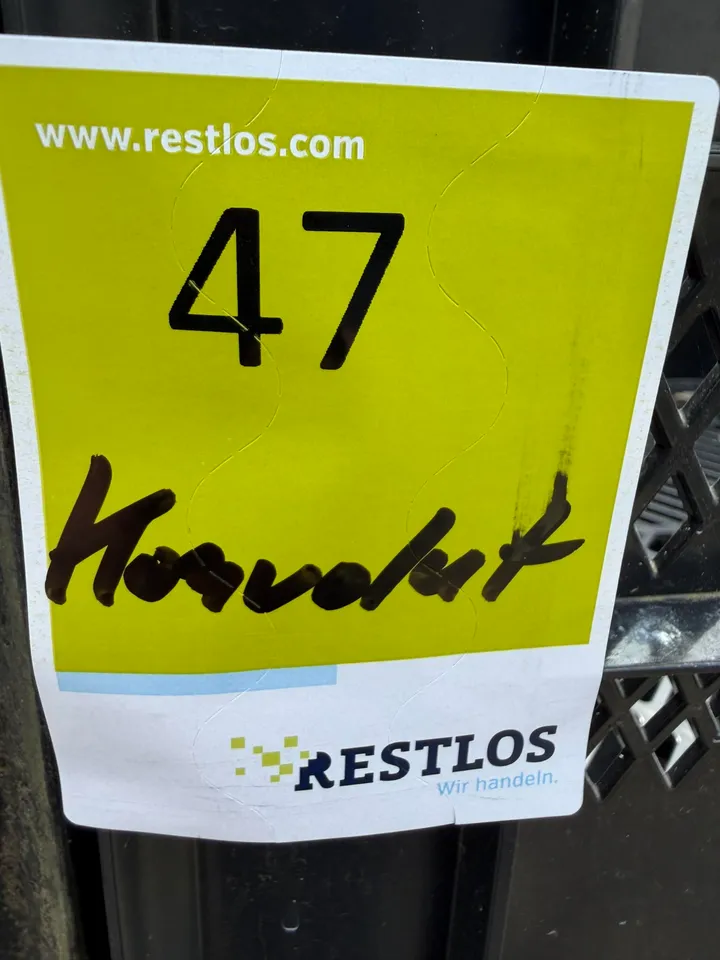 www.restlos.com
47
Konvolut
RESTLOS
Wir handeln.